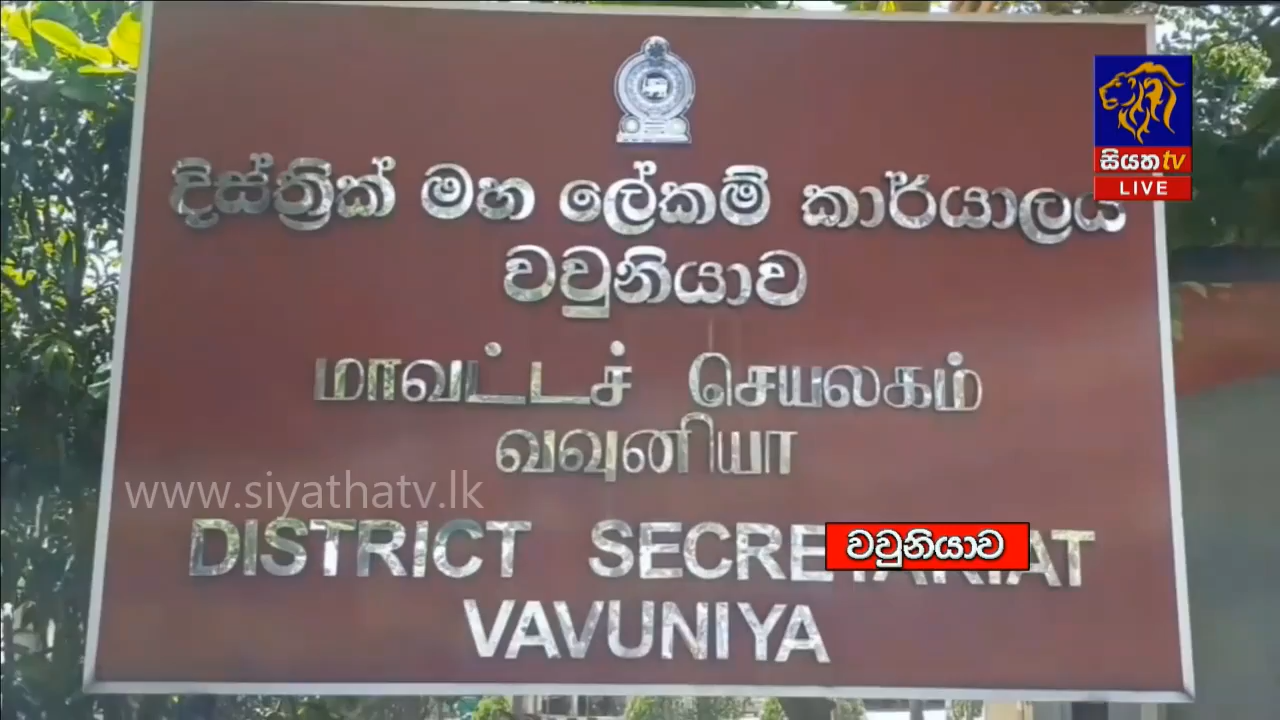 සියත tv
LIVE
දිස්ත්‍රික් මහ ලේකම් කාර්යාලය
වවුනියාව
மாவட்டச் செயலகம்
வவுனியா
www.siyathatv.lk
DISTRICT SECRETARIAT
වවුනියාව
VAVUNIYA